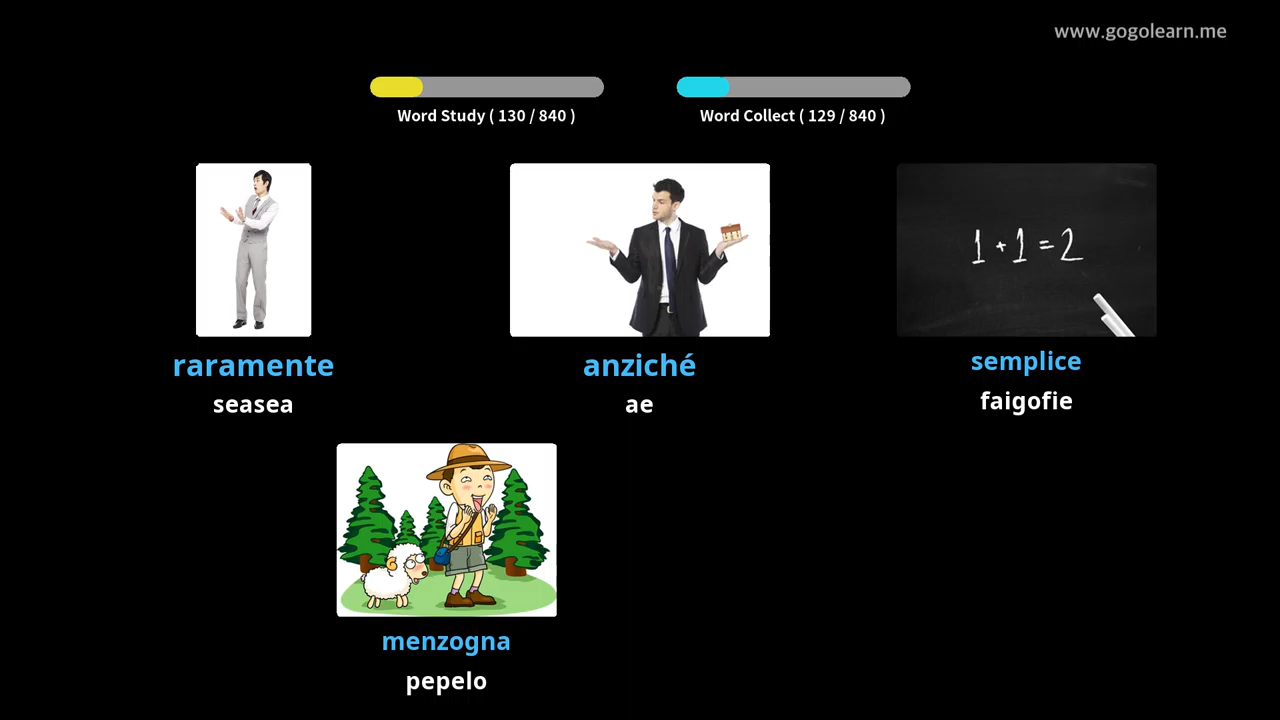 www.gogolearn.me
Word Study ( 130 / 840 )
Word Collect ( 129 / 840 )
1 + 1 = 2
raramente
anziché
semplice
seasea
ae
faigofie
menzogna
pepelo